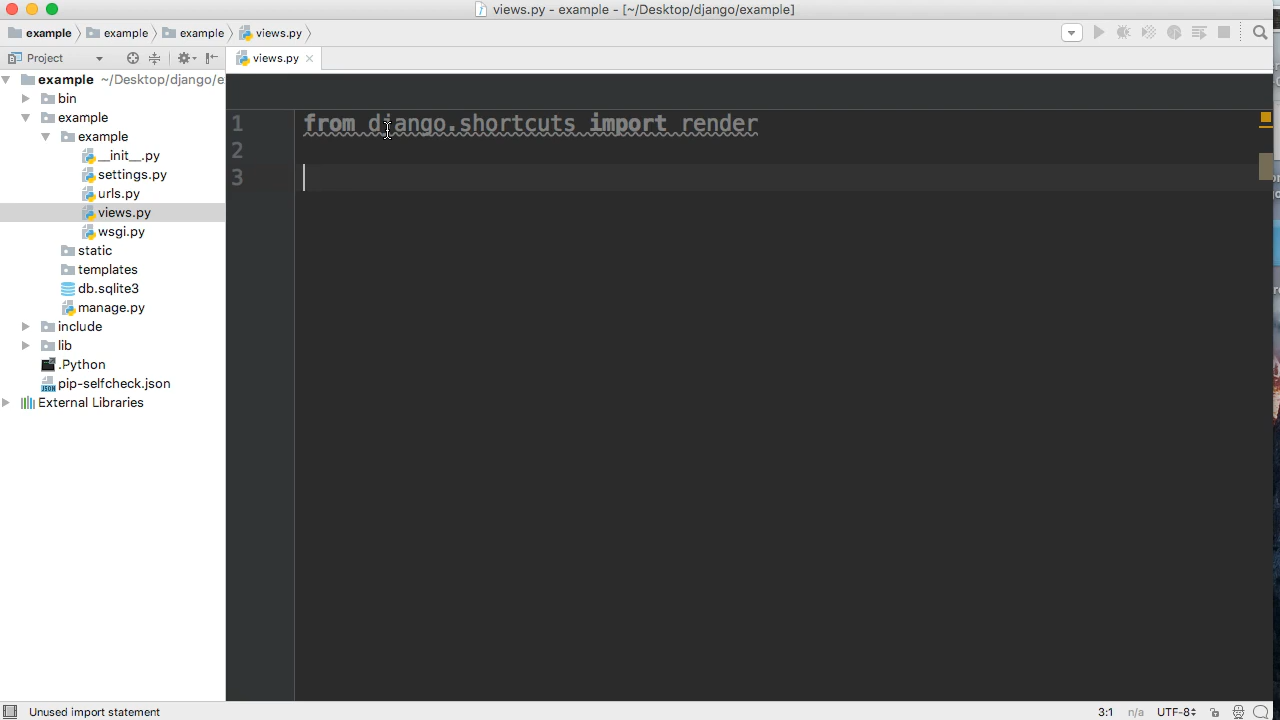 views.py - example - [~/Desktop/django/example]
example example example views.py
Project
views.py
example ~/Desktop/django/e
bin
example
example
__init__.py
settings.py
urls.py
views.py
wsgi.py
static
templates
db.sqlite3
manage.py
include
lib
.Python
pip-selfcheck.json
External Libraries
1 from django.shortcuts import render
2
3
Unused import statement
3:1 n/a UTF-8